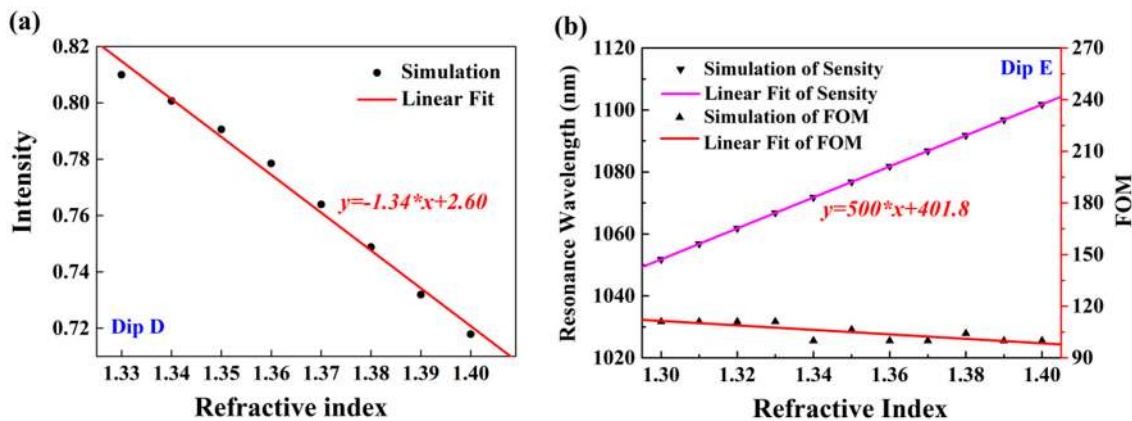 (a)
0.82
0.80
0.78
0.76
0.74
0.72
Intensity
Simulation
Linear Fit
y=-1.34*x+2.60
Dip D
1.33 1.34 1.35 1.36 1.37 1.38 1.39 1.40
Refractive index
(b)
1120
1100
1080
1060
1040
1020
Resonance Wavelength (nm)
Simulation of Sensity
Linear Fit of Sensity
Simulation of FOM
Linear Fit of FOM
Dip E
y=500*x+401.8
270
240
210
180
150
120
90
FOM
1.30 1.32 1.34 1.36 1.38 1.40
Refractive Index